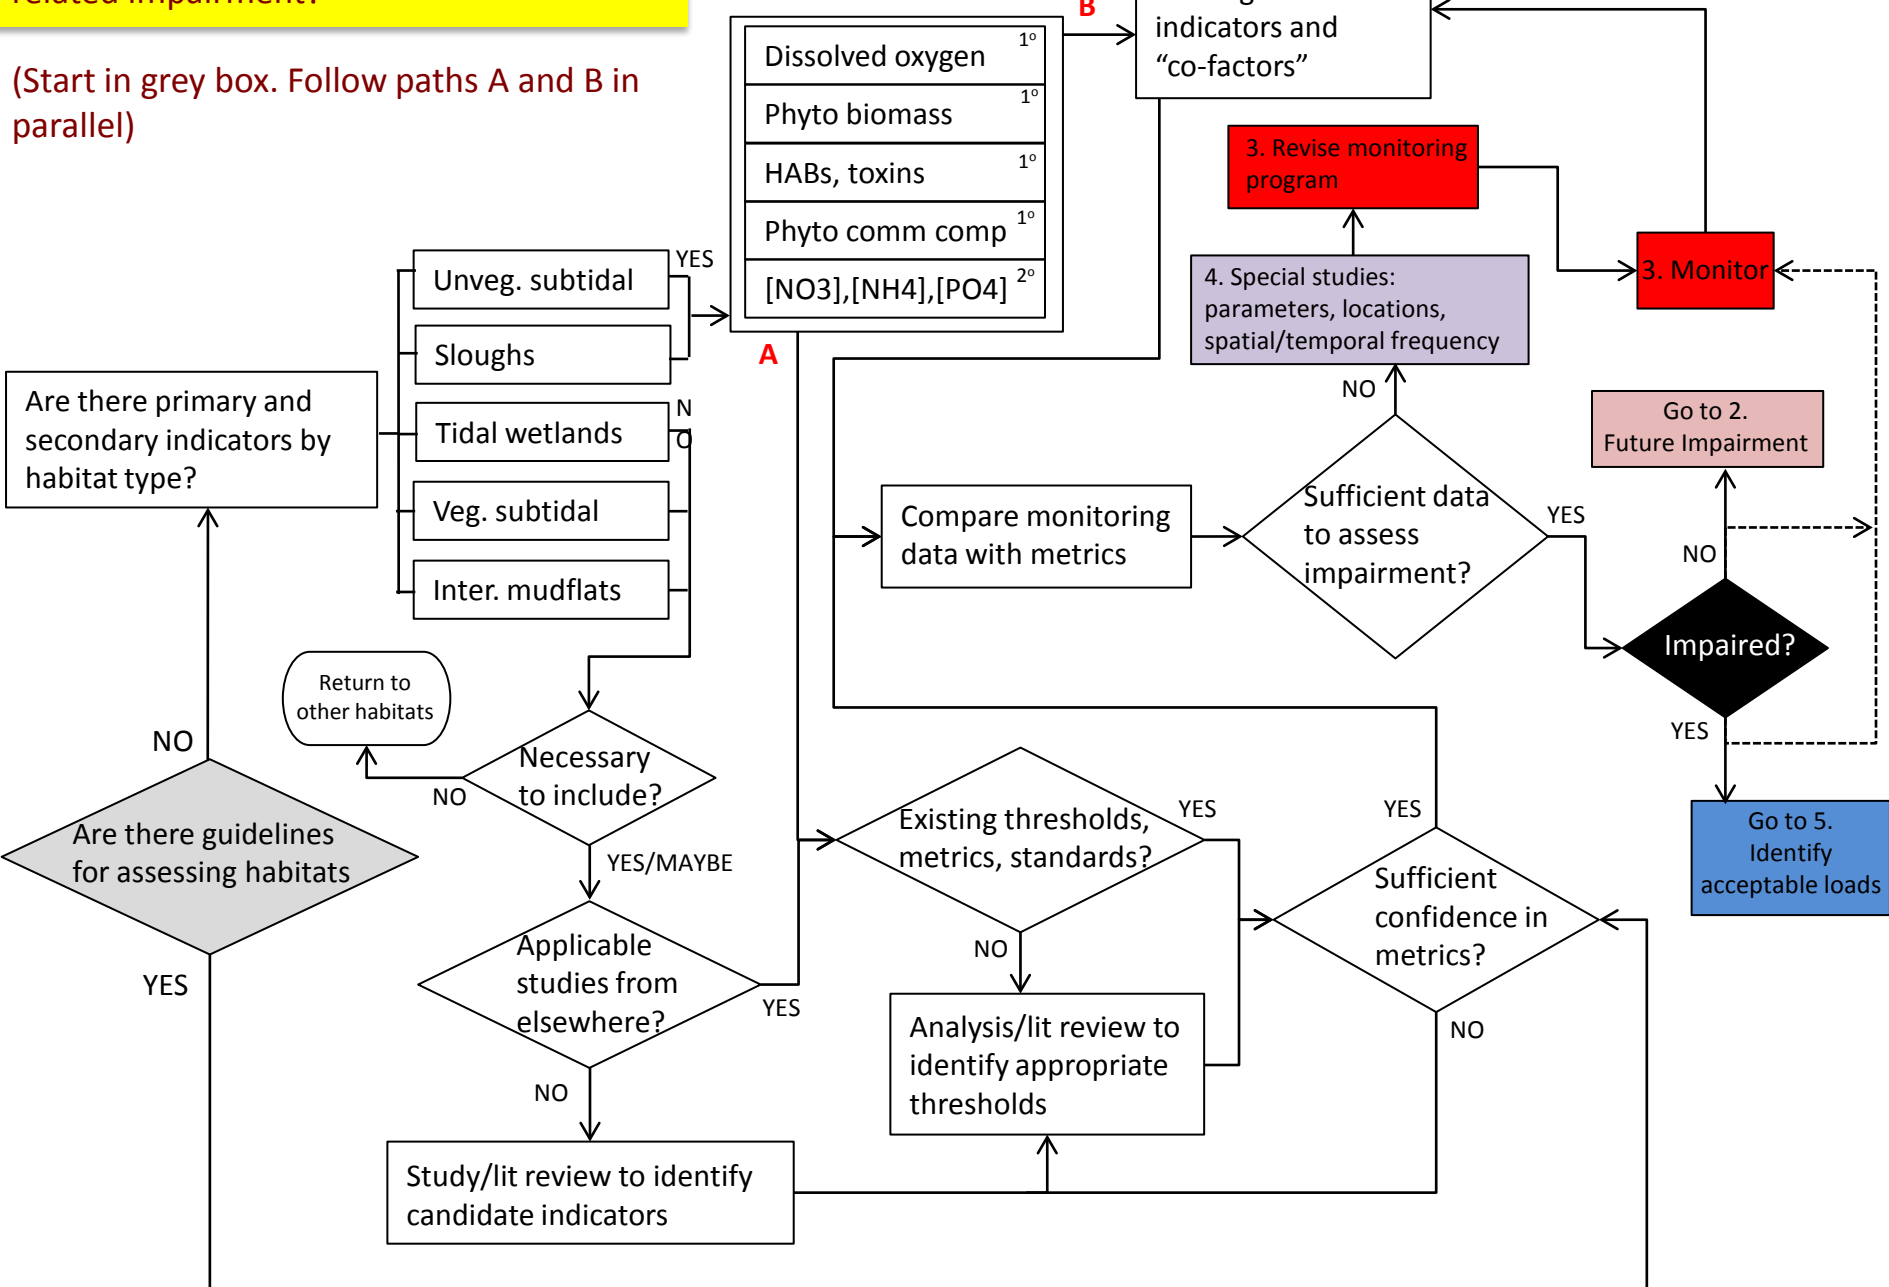 related impairment?
(Start in grey box. Follow paths A and B in
parallel)
B
indicators and
“co-factors”
Dissolved oxygen 1º
Phyto biomass 1º
HABs, toxins 1º
Phyto comm comp 1º
[NO3],[NH4],[PO4] 2º
A
3. Revise monitoring
program
3. Monitor
4. Special studies:
parameters, locations,
spatial/temporal frequency
NO
Unveg. subtidal
YES
Sloughs
Tidal wetlands
N
O
Veg. subtidal
Inter. mudflats
Are there primary and
secondary indicators by
habitat type?
Go to 2.
Future Impairment
Compare monitoring
data with metrics
Sufficient data
to assess
impairment?
YES
NO
Impaired?
YES
Return to
other habitats
NO
Necessary
to include?
NO
YES/MAYBE
Are there guidelines
for assessing habitats
YES
Existing thresholds,
metrics, standards?
YES
NO
YES
Sufficient
confidence in
metrics?
NO
Go to 5.
Identify
acceptable loads
Applicable
studies from
elsewhere?
YES
NO
Analysis/lit review to
identify appropriate
thresholds
Study/lit review to identify
candidate indicators